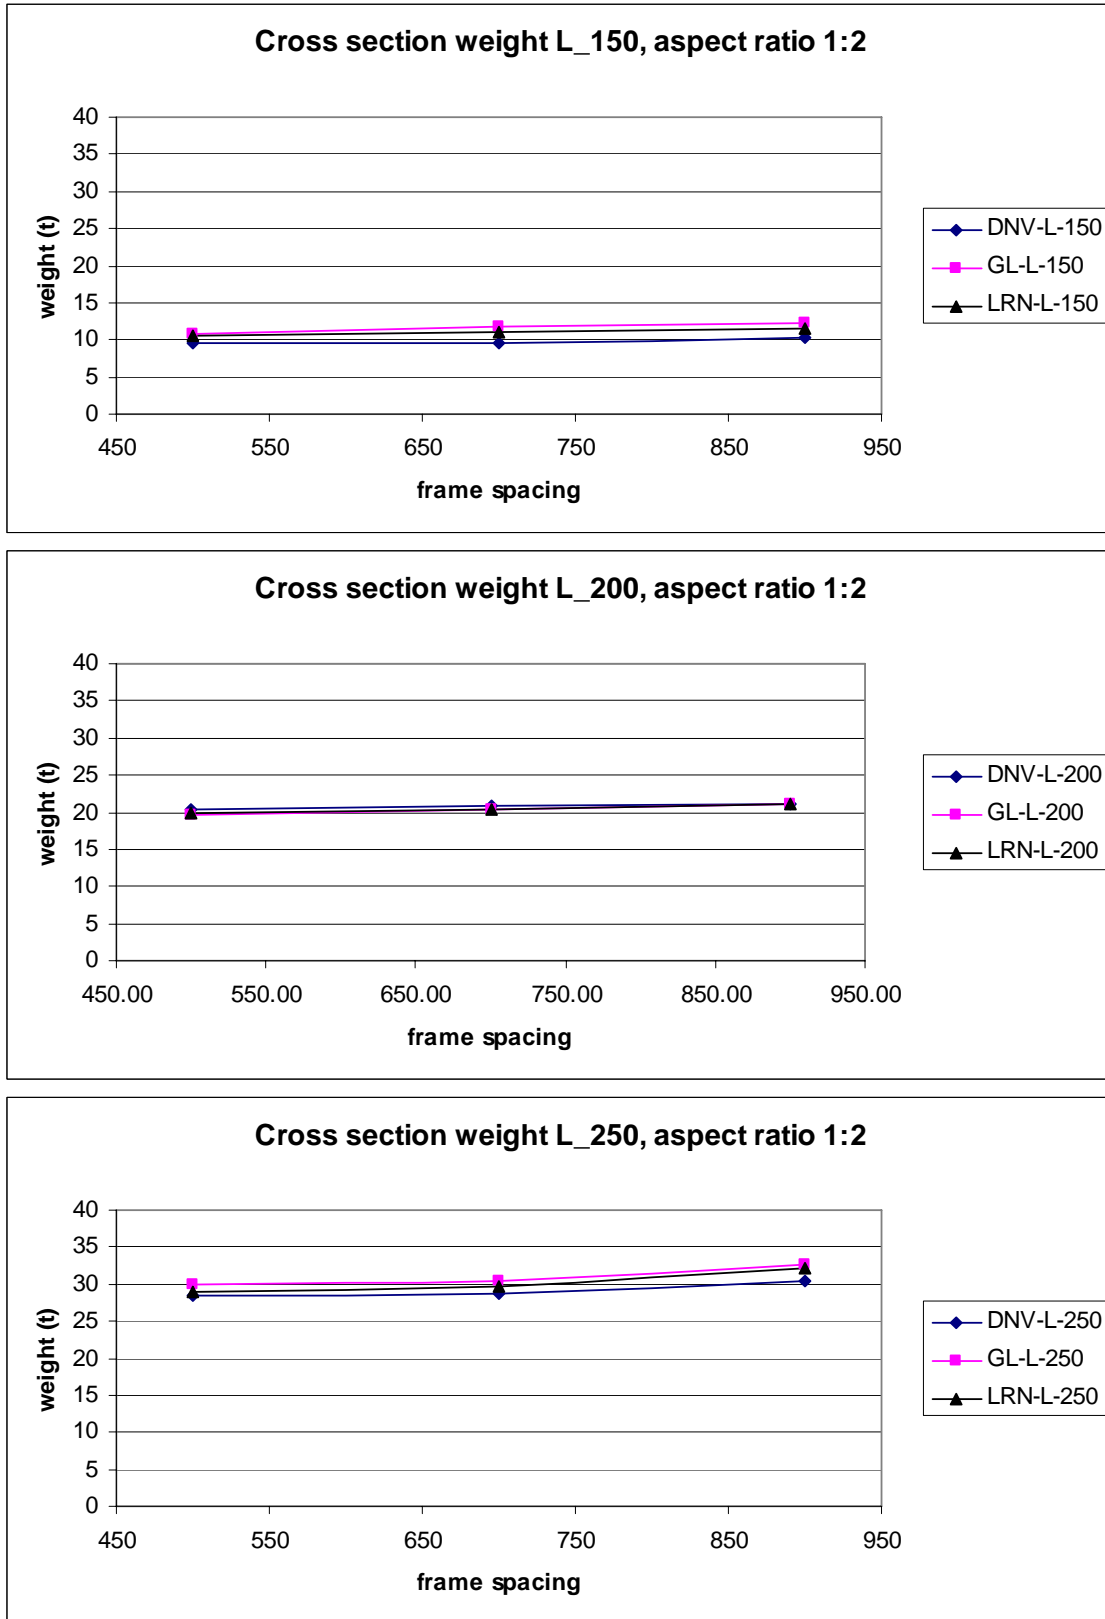 Cross section weight L_150, aspect ratio 1:2
40
35
30
25
20
15
10
5
0
weight (t)
450 550 650 750 850 950
frame spacing
DNV-L-150
GL-L-150
LRN-L-150
Cross section weight L_200, aspect ratio 1:2
40
35
30
25
20
15
10
5
0
weight (t)
450.00 550.00 650.00 750.00 850.00 950.00
frame spacing
DNV-L-200
GL-L-200
LRN-L-200
Cross section weight L_250, aspect ratio 1:2
40
35
30
25
20
15
10
5
0
weight (t)
450 550 650 750 850 950
frame spacing
DNV-L-250
GL-L-250
LRN-L-250